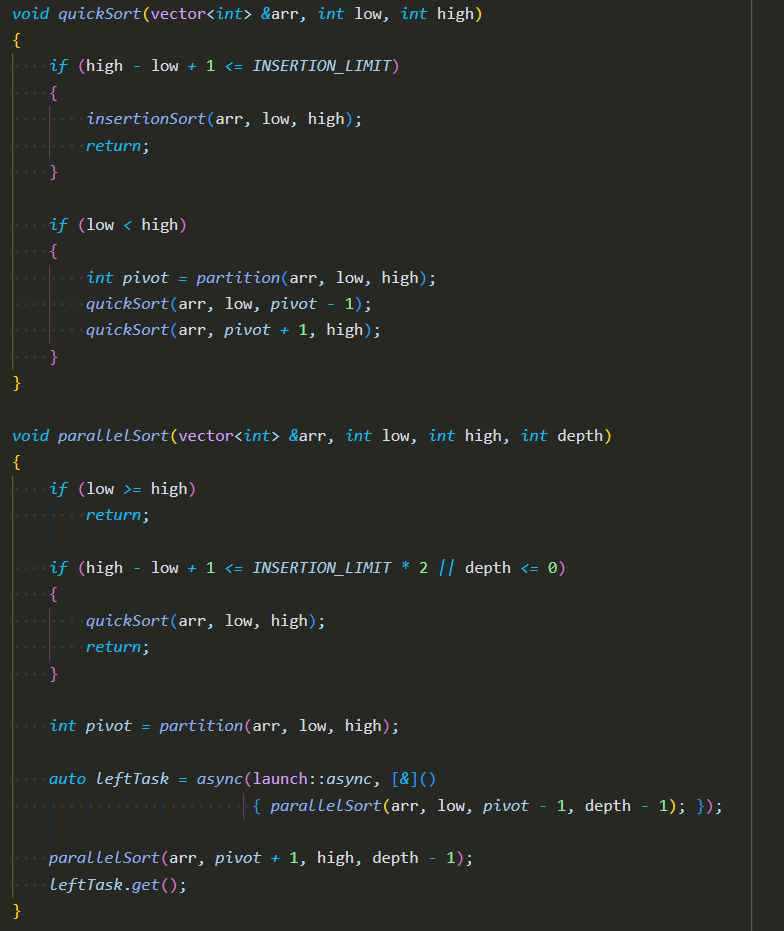 void quickSort(vector<int> &arr, int low, int high)
{
    if (high - low + 1 <= INSERTION_LIMIT)
    {
        insertionSort(arr, low, high);
        return;
    }

    if (low < high)
    {
        int pivot = partition(arr, low, high);
        quickSort(arr, low, pivot - 1);
        quickSort(arr, pivot + 1, high);
    }
}

void parallelSort(vector<int> &arr, int low, int high, int depth)
{
    if (low >= high)
        return;

    if (high - low + 1 <= INSERTION_LIMIT * 2 || depth <= 0)
    {
        quickSort(arr, low, high);
        return;
    }

    int pivot = partition(arr, low, high);

    auto leftTask = async(launch::async, [&]()
                          { parallelSort(arr, low, pivot - 1, depth - 1); });

    parallelSort(arr, pivot + 1, high, depth - 1);
    leftTask.get();
}